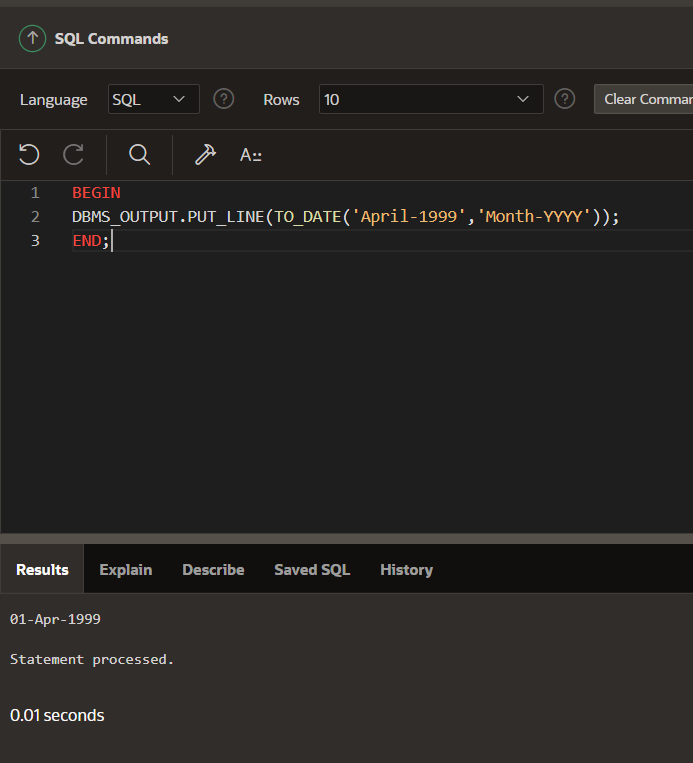 SQL Commands
Language SQL ? Rows 10 ? Clear Comman
A::
1 BEGIN
2 DBMS_OUTPUT.PUT_LINE(TO_DATE('April-1999','Month-YYYY'));
3 END;
Results Explain Describe Saved SQL History
01-Apr-1999
Statement processed.
0.01 seconds